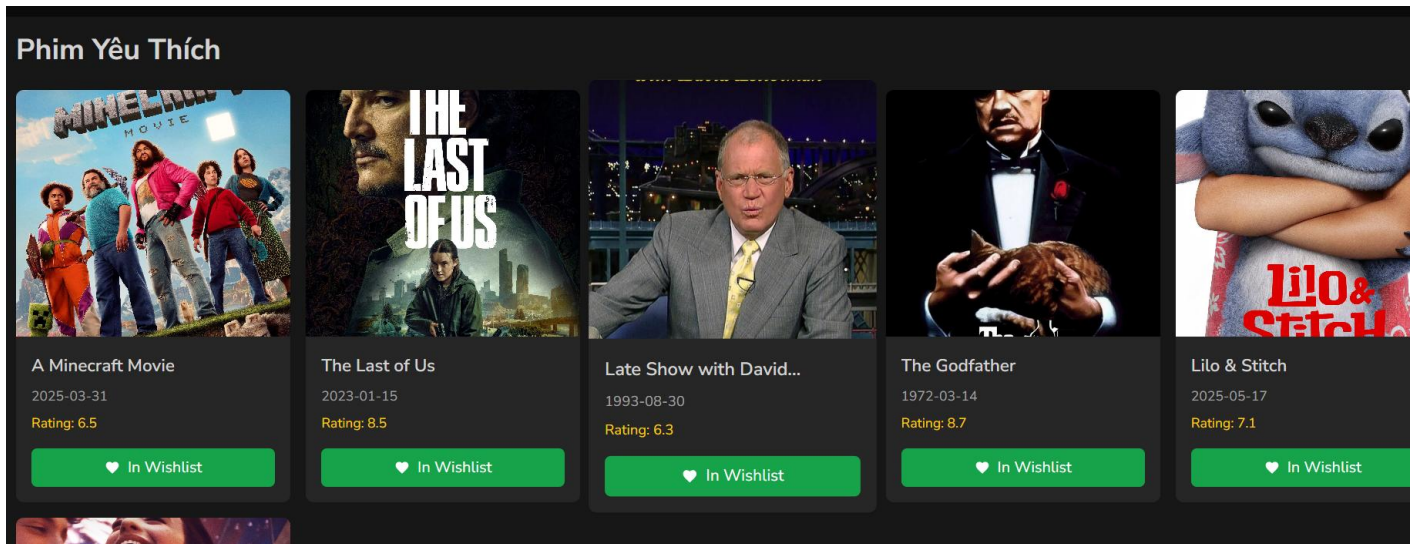 Phim Yêu Thích
MINECRAFT
MOVIE
THE
LAST
OF US
Lilo &
Stitch
A Minecraft Movie
2025-03-31
Rating: 6.5
In Wishlist
The Last of Us
2023-01-15
Rating: 8.5
In Wishlist
Late Show with David...
1993-08-30
Rating: 6.3
In Wishlist
The Godfather
1972-03-14
Rating: 8.7
In Wishlist
Lilo & Stitch
2025-05-17
Rating: 7.1
In Wishlist